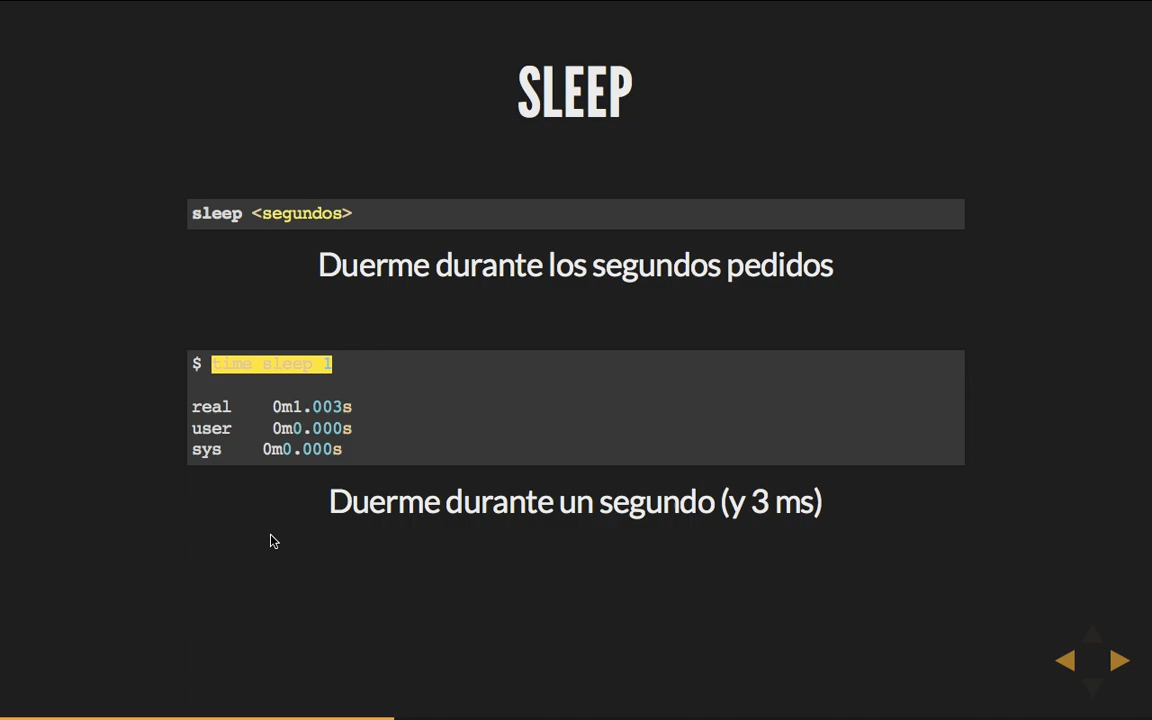 SLEEP
sleep <segundos>
Duerme durante los segundos pedidos
$ time sleep 1
real 0m1.003s
user 0m0.000s
sys 0m0.000s
Duerme durante un segundo (y 3 ms)